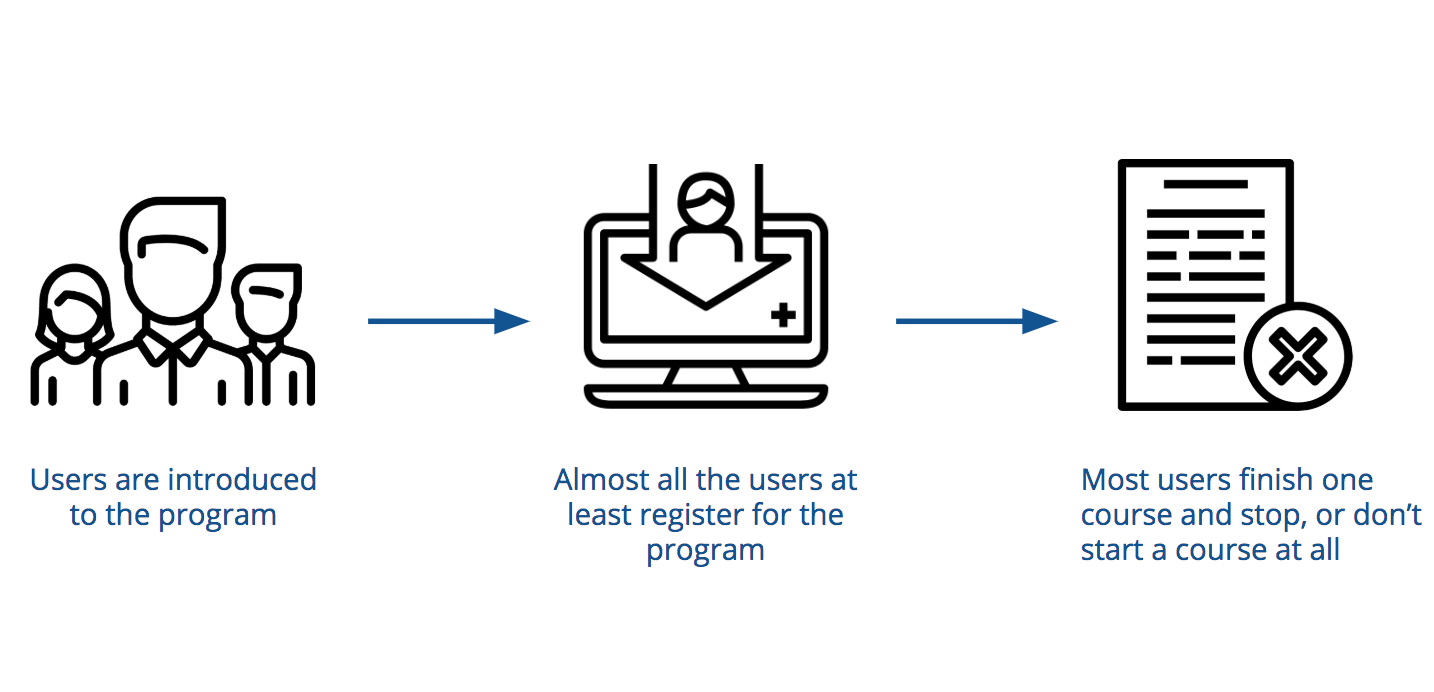 Users are introduced
to the program
Almost all the users at
least register for the
program
Most users finish one
course and stop, or don’t
start a course at all